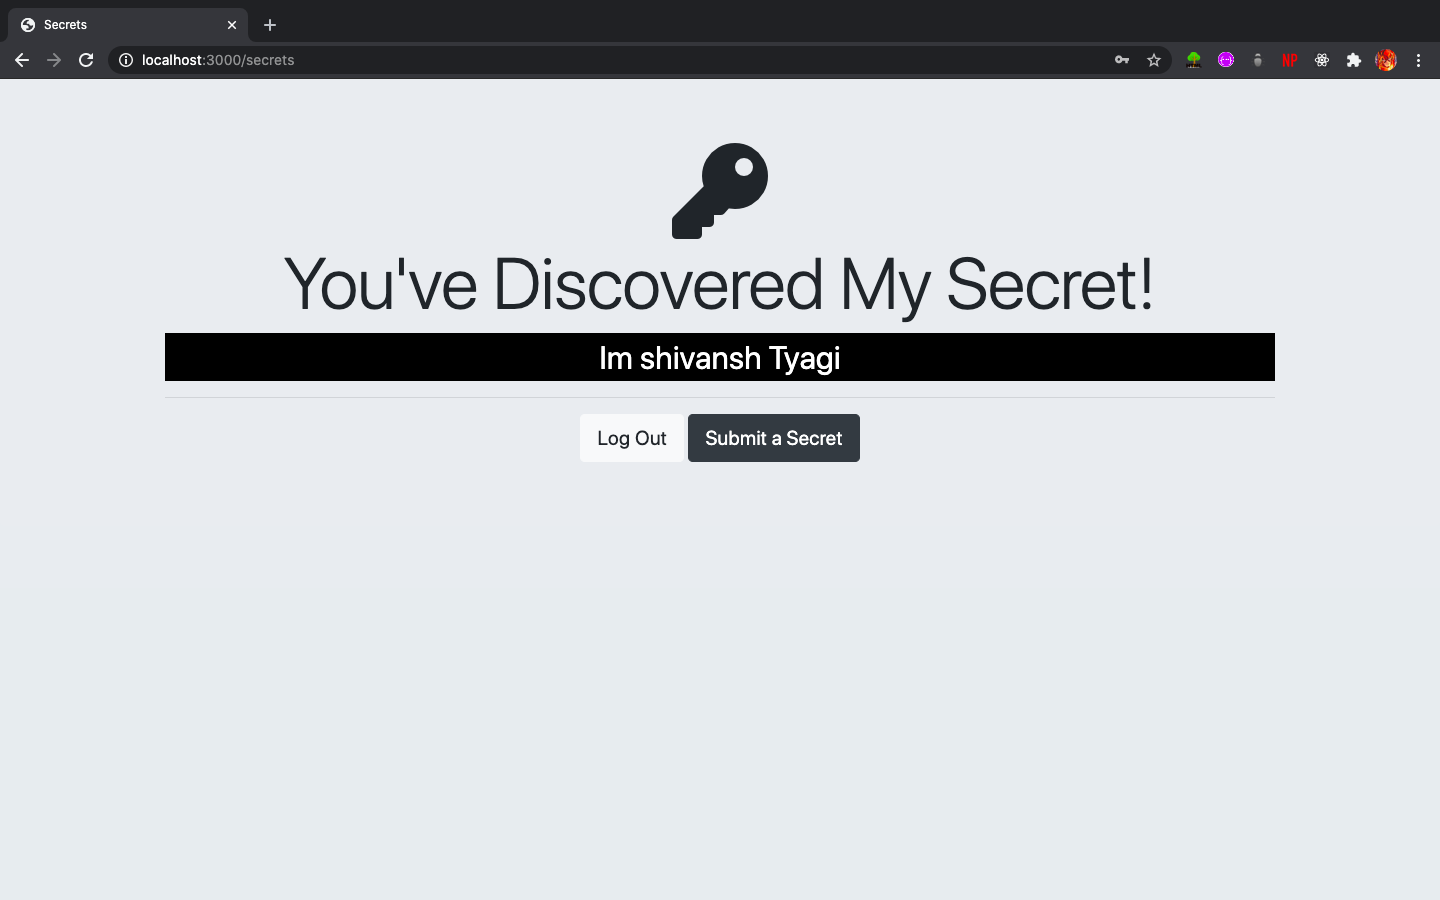 Secrets
localhost:3000/secrets
NP
You've Discovered My Secret!
Im shivansh Tyagi
Log Out
Submit a Secret